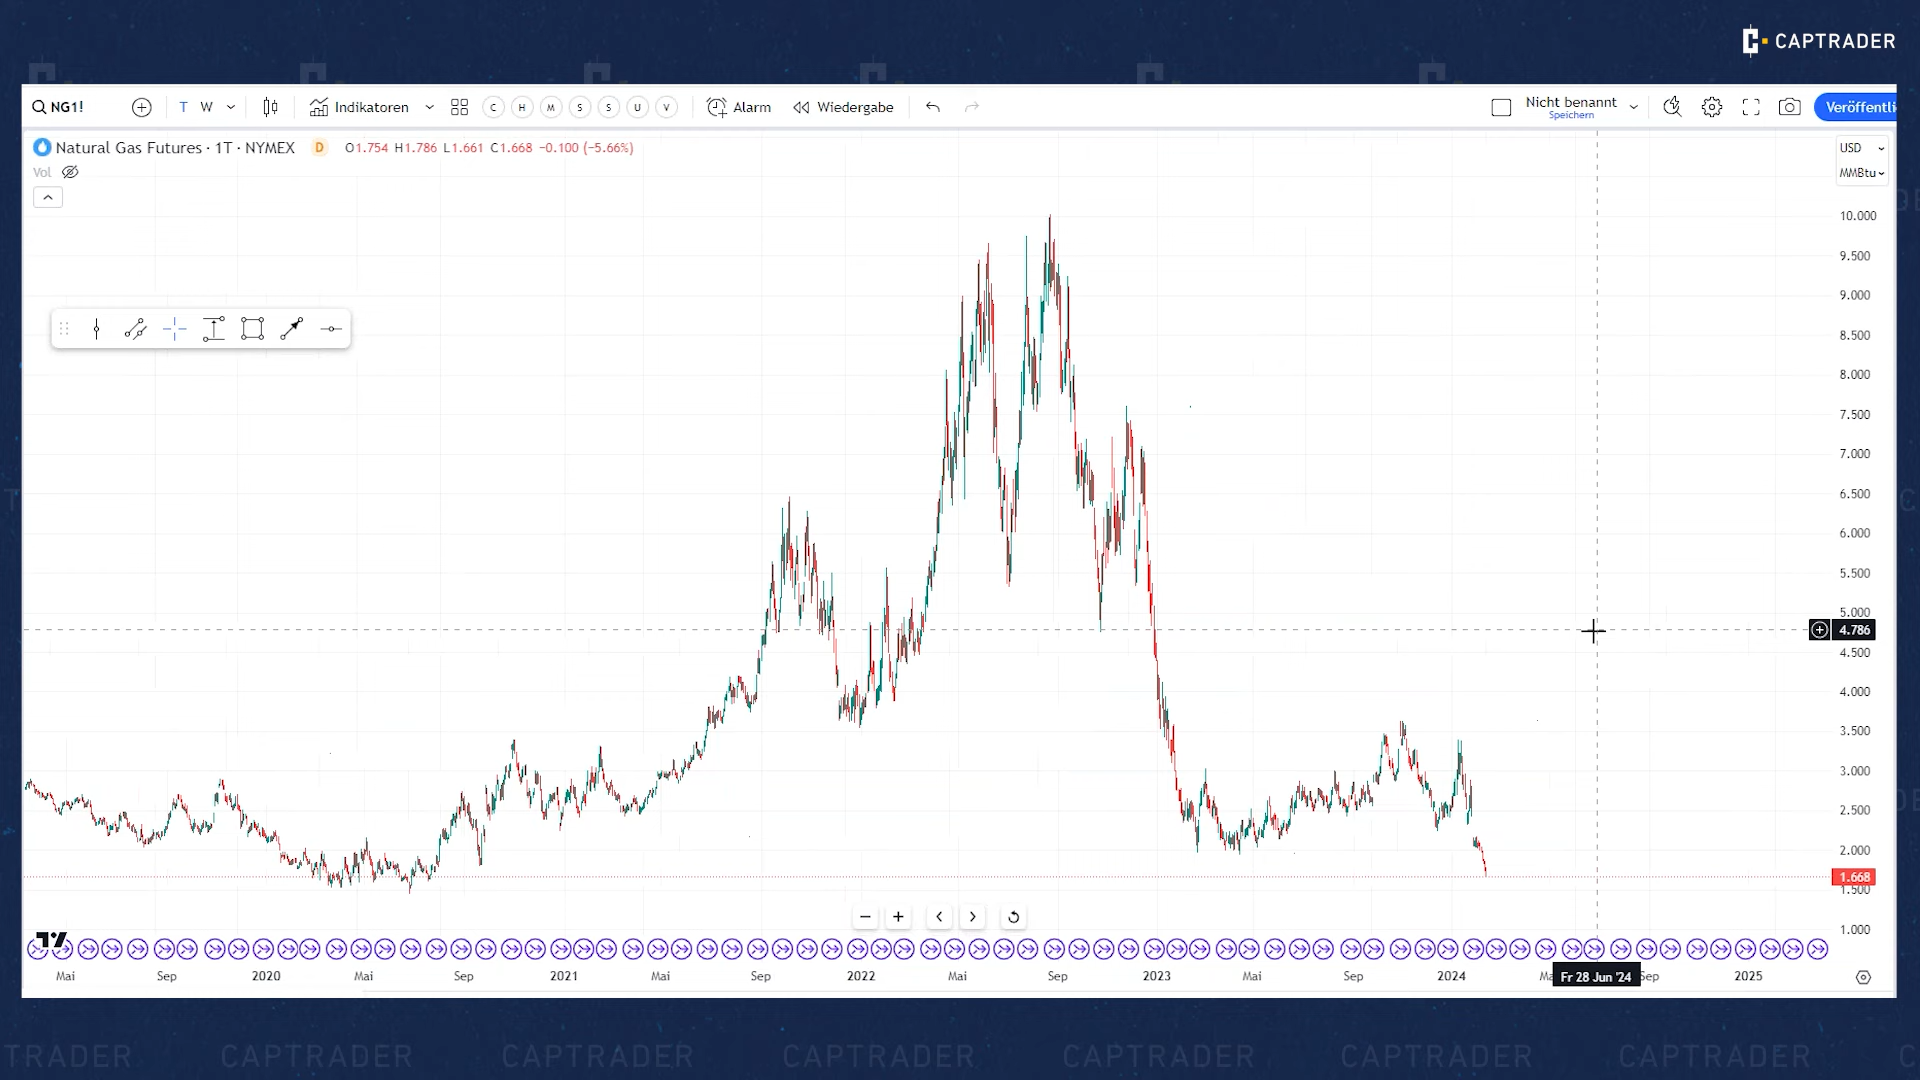 CAPTRADER
NG1!
T W
Indikatoren
C H M S S U V
Alarm
Wiedergabe
Nicht benannt
Speichern
Veröffentli
Natural Gas Futures · 1T · NYMEX D O1.754 H1.786 L1.661 C1.668 −0.100 (−5.66%)
Vol
USD
MMBtu
10.000
9.500
9.000
8.500
8.000
7.500
7.000
6.500
6.000
5.500
5.000
4.786
4.500
4.000
3.500
3.000
2.500
2.000
1.668
1.500
1.000
Mai Sep 2020 Mai Sep 2021 Mai Sep 2022 Mai Sep 2023 Mai Sep 2024 Ma Fr 28 Jun '24 Sep 2025
TRADER CAPTRADER CAPTRADER CAPTRADER CAPTRADER CAPTRADER CAPTRADER